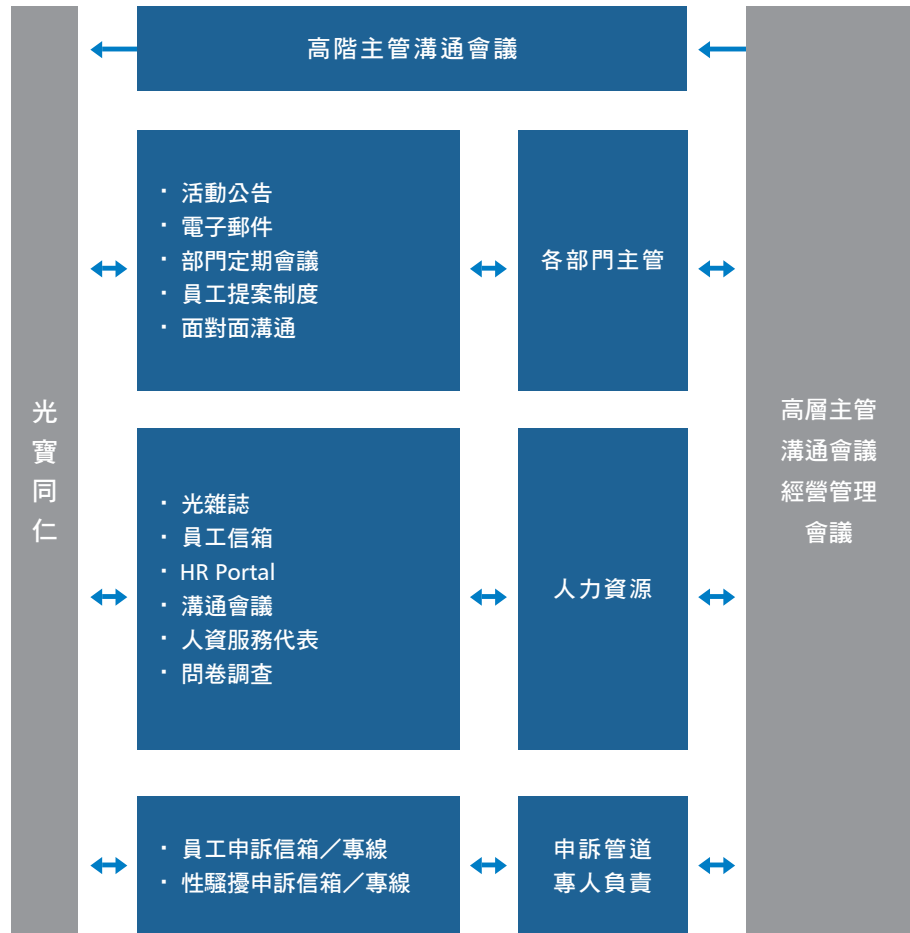 高階主管溝通會議
· 活動公告
· 電子郵件
· 部門定期會議
· 員工提案制度
· 面對面溝通
各部門主管
光
寶
同
仁
高層主管
溝通會議
經營管理
會議
· 光雜誌
· 員工信箱
· HR Portal
· 溝通會議
· 人資服務代表
· 問卷調查
人力資源
· 員工申訴信箱／專線
· 性騷擾申訴信箱／專線
申訴管道
專人負責